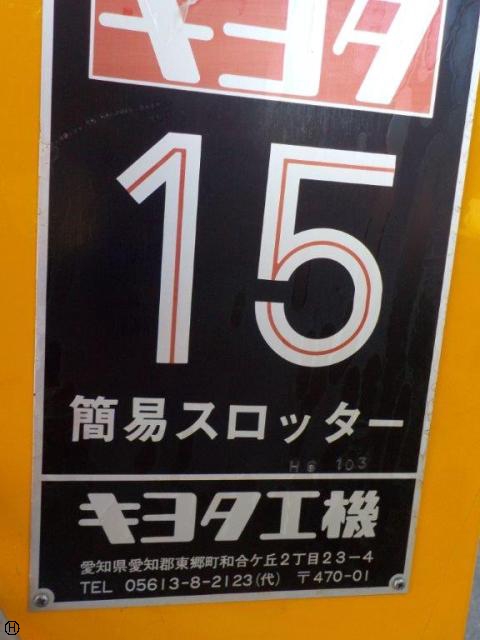 キヨタ
15
簡易スロッター
H8 103
キヨタ工機
愛知県愛知郡東郷町和合ケ丘2丁目23-4
TEL 05613-8-2123(代) 〒470-01
H